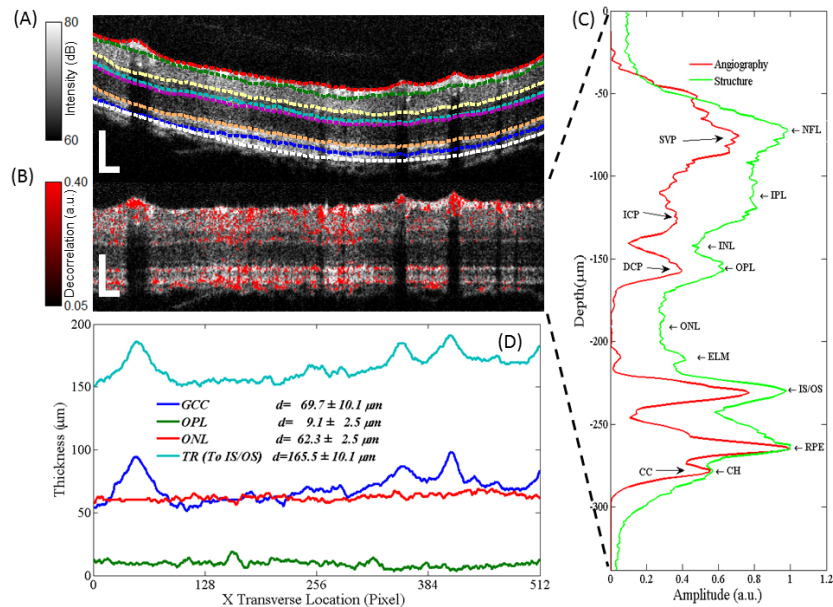 (A)
80
Intensity (dB)
60
(B)
0.40
Decorrelation (a.u.)
0.05
(C)
0
-50
-100
-150
-200
-250
-300
Depth(μm)
Angiography
Structure
NFL
SVP
IPL
ICP
INL
DCP
OPL
ONL
ELM
IS/OS
RPE
CC
CH
0 0.2 0.4 0.6 0.8 1 1.2
Amplitude (a.u.)
(D)
200
150
100
50
0
Thickness (μm)
GCC d= 69.7 ± 10.1 μm
OPL d= 9.1 ± 2.5 μm
ONL d= 62.3 ± 2.5 μm
TR (To IS/OS) d=165.5 ± 10.1 μm
0 128 256 384 512
X Transverse Location (Pixel)